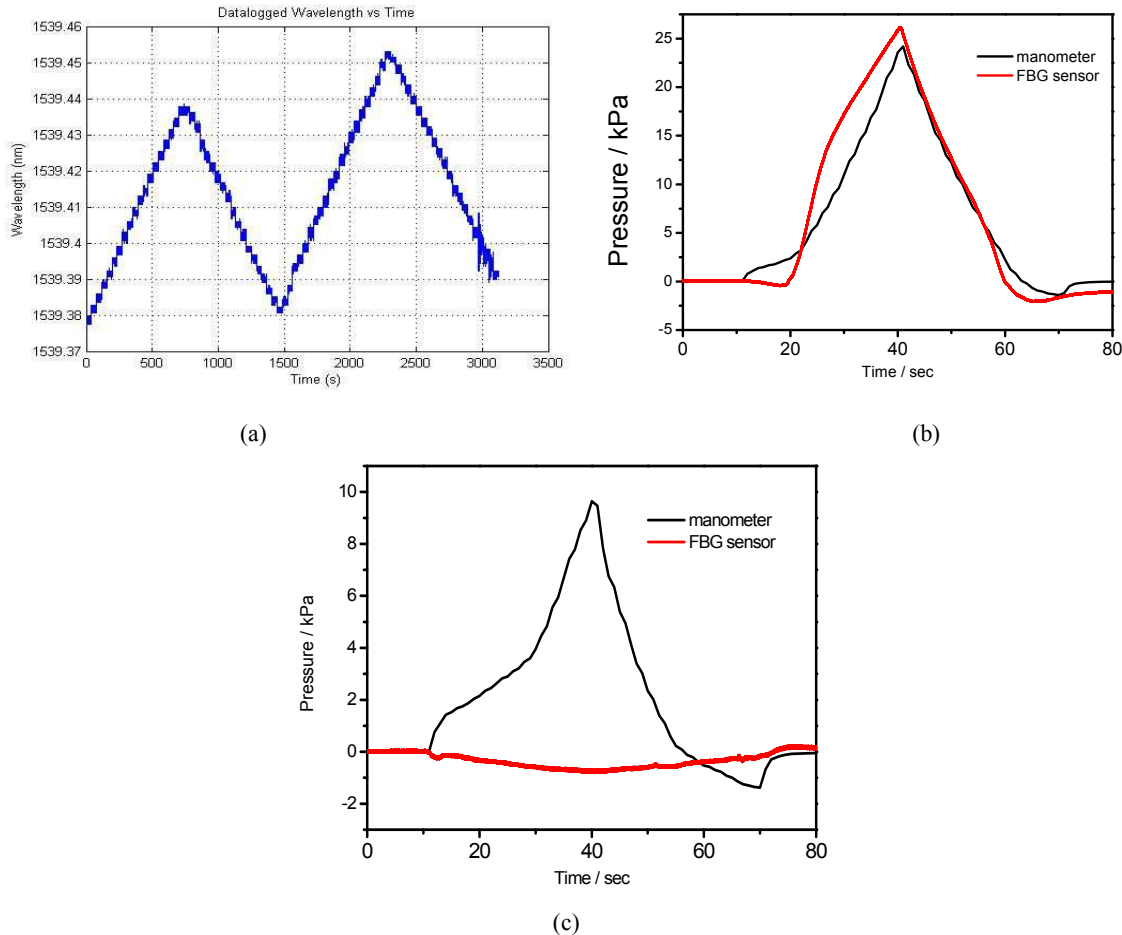 Datalogged Wavelength vs Time
1539.46
1539.45
1539.44
1539.43
1539.42
1539.41
1539.4
1539.39
1539.38
1539.37
Wavelength (nm)
0 500 1000 1500 2000 2500 3000 3500
Time (s)
(a)
25
20
15
10
5
0
-5
Pressure / kPa
manometer
FBG sensor
0 20 40 60 80
Time / sec
(b)
10
8
6
4
2
0
-2
Pressure / kPa
manometer
FBG sensor
0 20 40 60 80
Time / sec
(c)